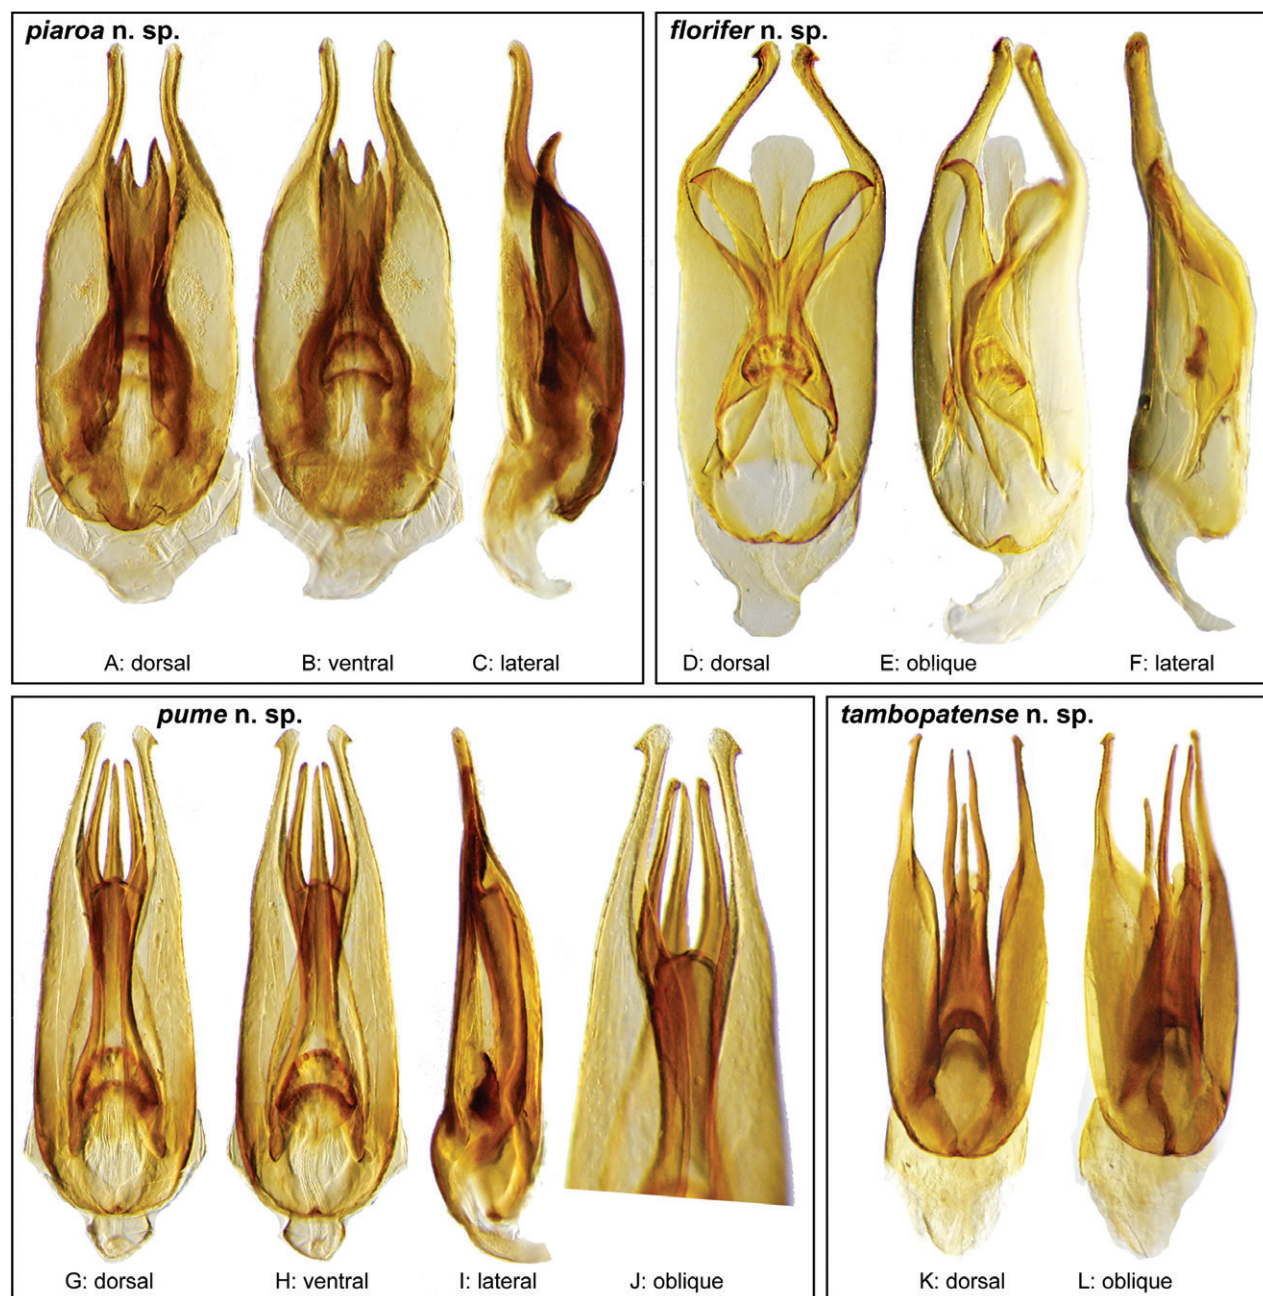 piaroa n. sp.
florifer n. sp.
A: dorsal
B: ventral
C: lateral
D: dorsal
E: oblique
F: lateral
pume n. sp.
tambopatense n. sp.
G: dorsal
H: ventral
I: lateral
J: oblique
K: dorsal
L: oblique